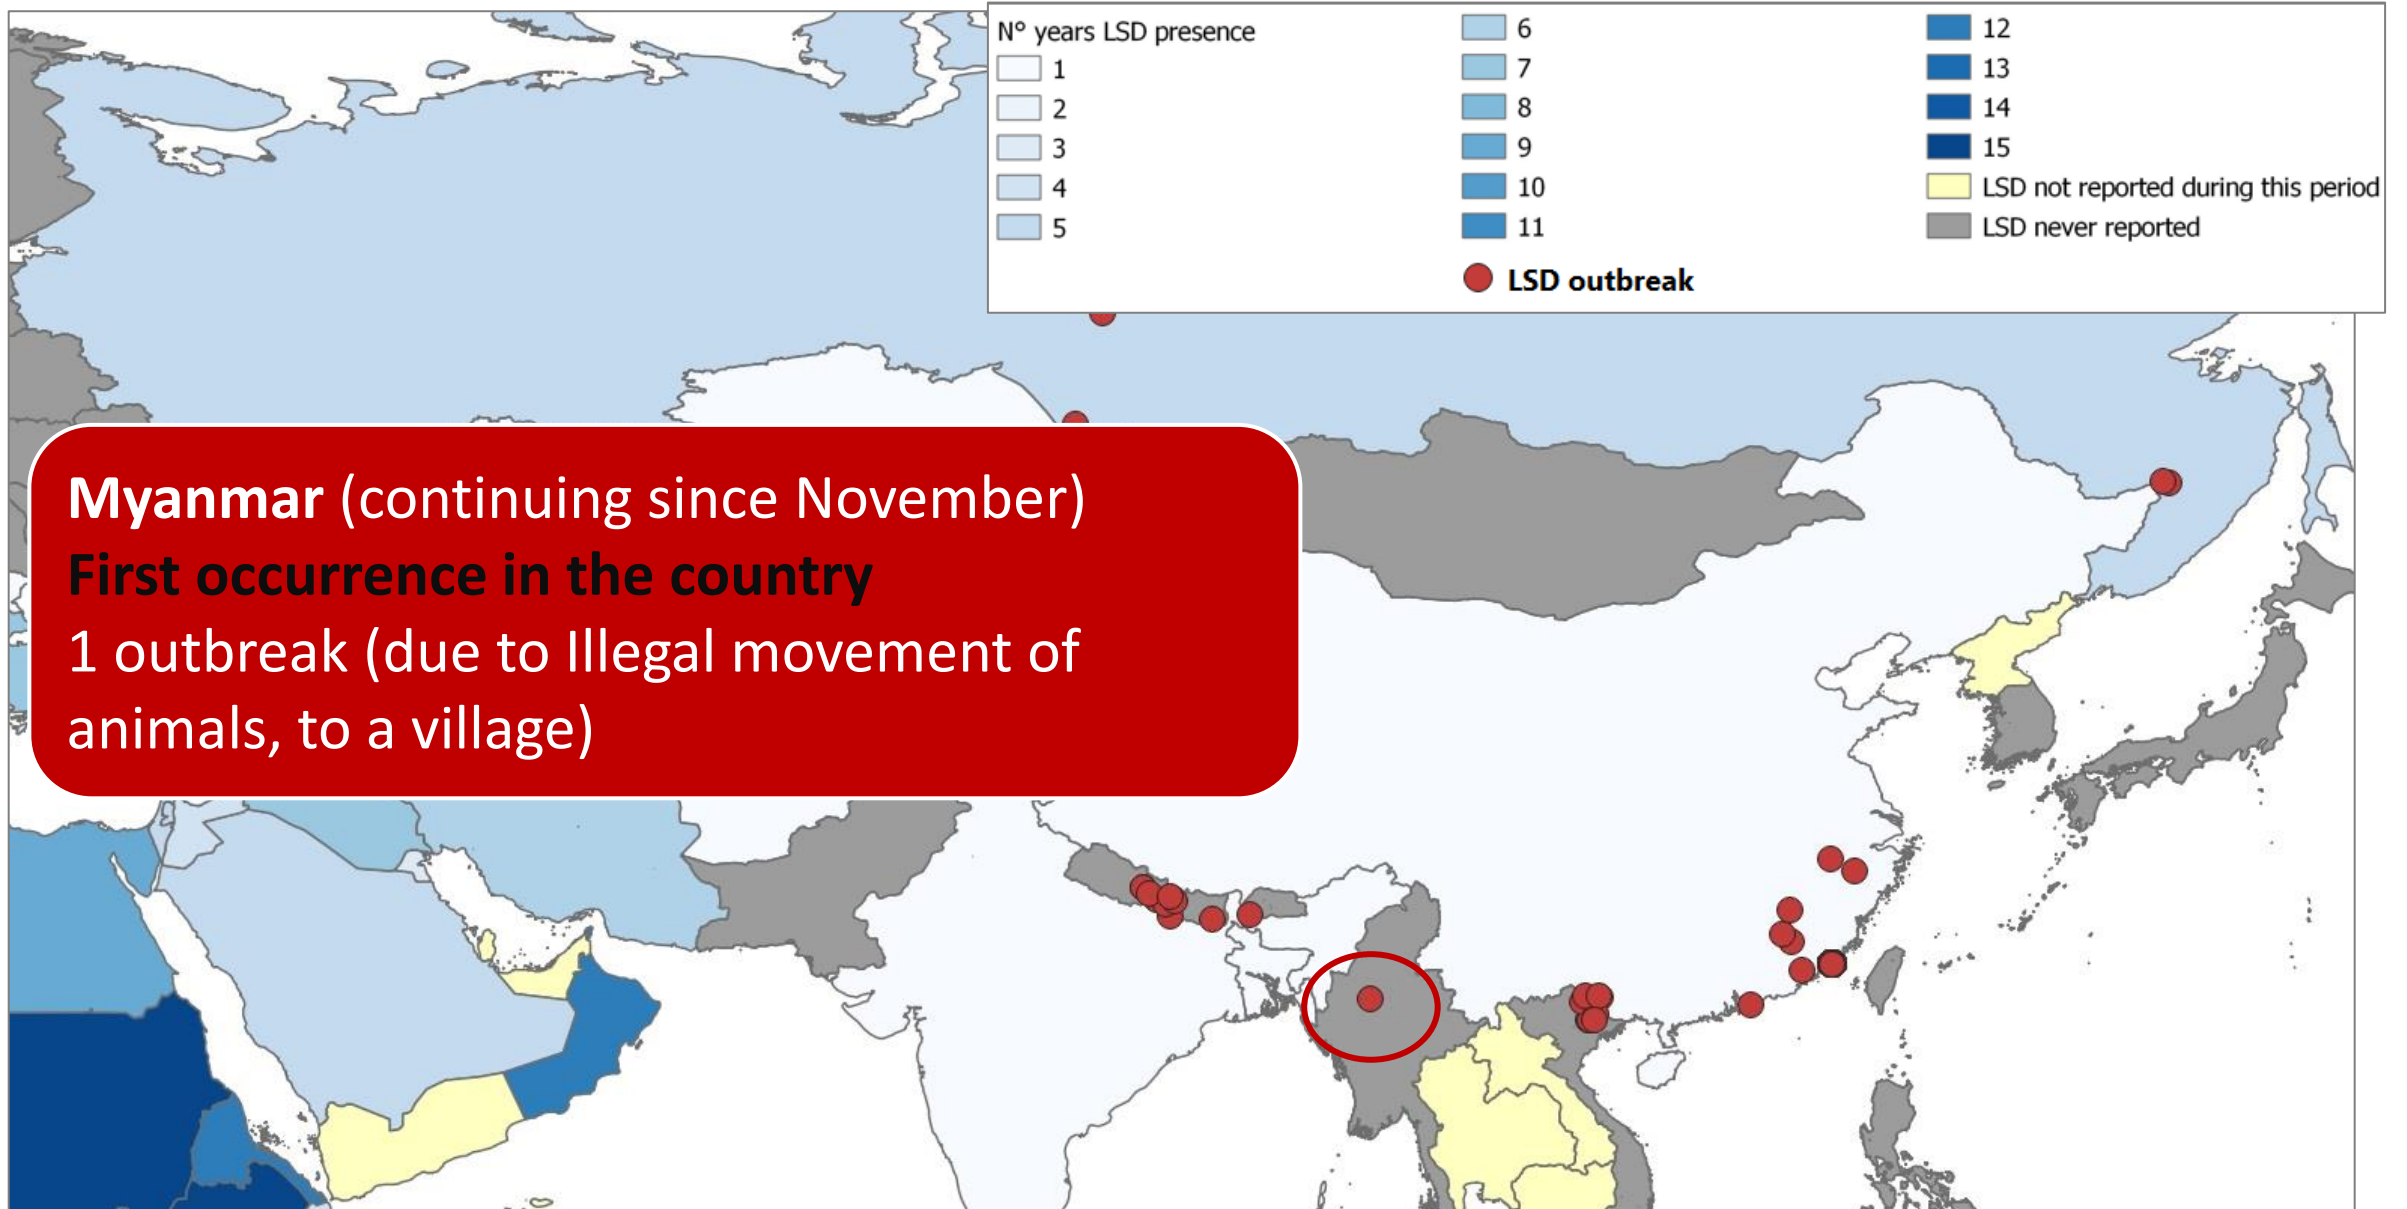 N° years LSD presence
1
2
3
4
5
6
7
8
9
10
11
12
13
14
15
LSD not reported during this period
LSD never reported
LSD outbreak
Myanmar (continuing since November)
First occurrence in the country
1 outbreak (due to Illegal movement of
animals, to a village)